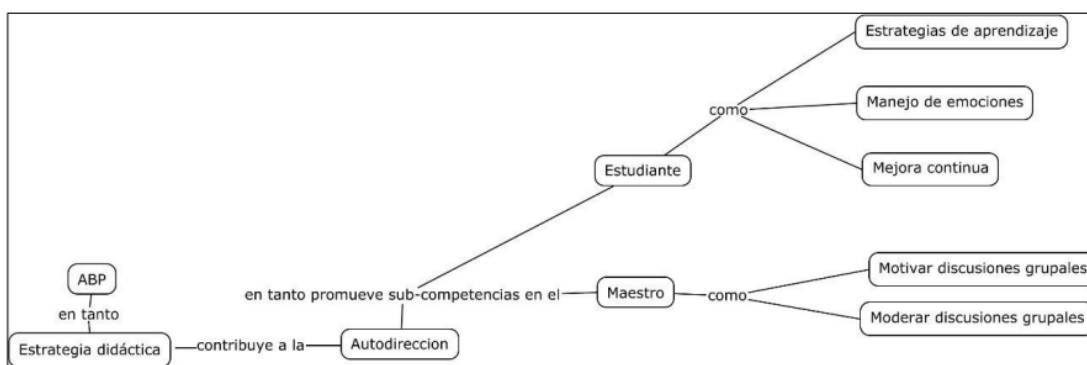 Estrategias de aprendizaje
como
Manejo de emociones
Mejora continua
Estudiante
ABP
en tanto
Estrategia didáctica
contribuye a la
Autodireccion
en tanto promueve sub-competencias en el
Maestro
como
Motivar discusiones grupales
Moderar discusiones grupales